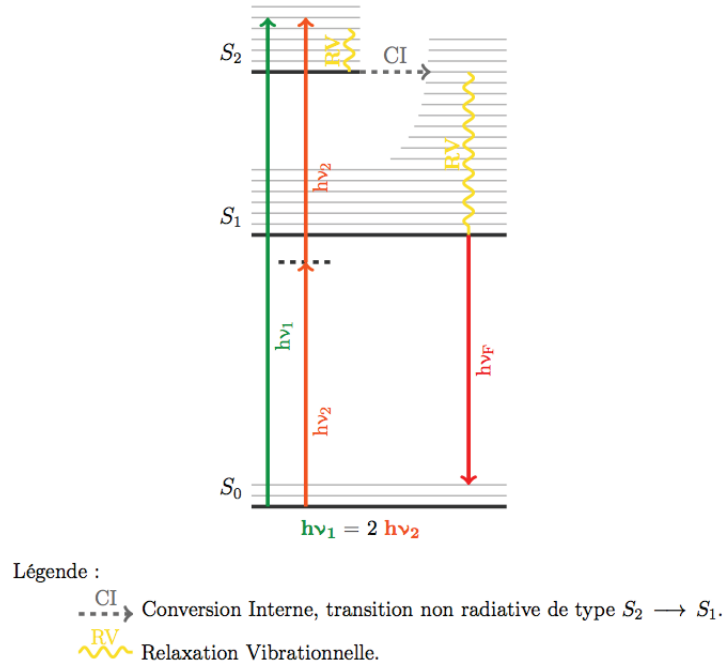 S₂
RV
CI
RV
hν₂
S₁
hν₁
hν_F
hν₂
S₀
hν₁ = 2 hν₂
Légende :
CI Conversion Interne, transition non radiative de type S₂ ⟶ S₁.
RV Relaxation Vibrationnelle.